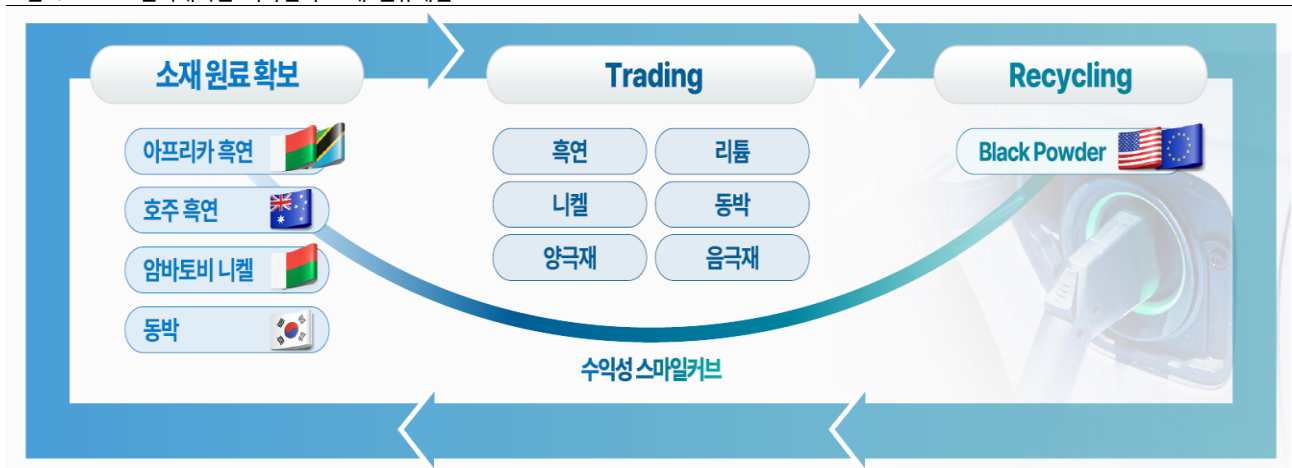 소재 원료 확보
Trading
Recycling
아프리카 흑연
호주 흑연
암바토비 니켈
동박
흑연
리튬
니켈
동박
양극재
음극재
Black Powder
수익성 스마일커브